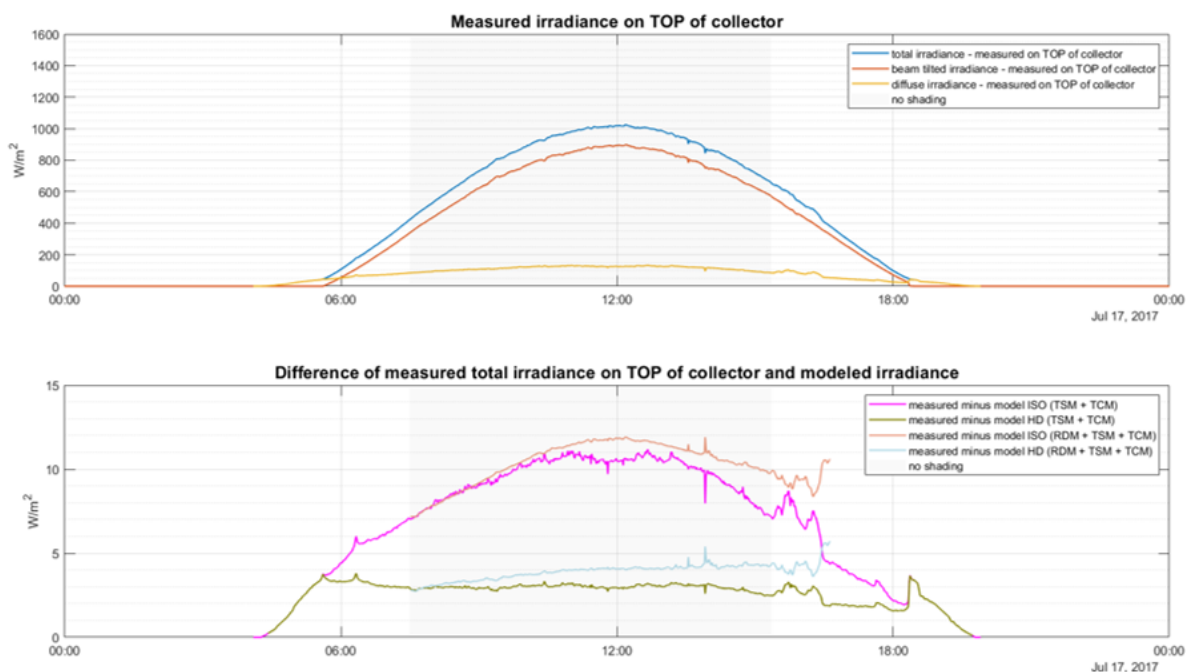 Measured irradiance on TOP of collector
1600
1400
1200
1000
800
600
400
200
0
W/m2
total irradiance - measured on TOP of collector
beam tilted irradiance - measured on TOP of collector
diffuse irradiance - measured on TOP of collector
no shading
00:00 06:00 12:00 18:00 00:00
Jul 17, 2017
Difference of measured total irradiance on TOP of collector and modeled irradiance
15
10
5
0
W/m2
measured minus model ISO (TSM + TCM)
measured minus model HD (TSM + TCM)
measured minus model ISO (RDM + TSM + TCM)
measured minus model HD (RDM + TSM + TCM)
no shading
00:00 06:00 12:00 18:00 00:00
Jul 17, 2017